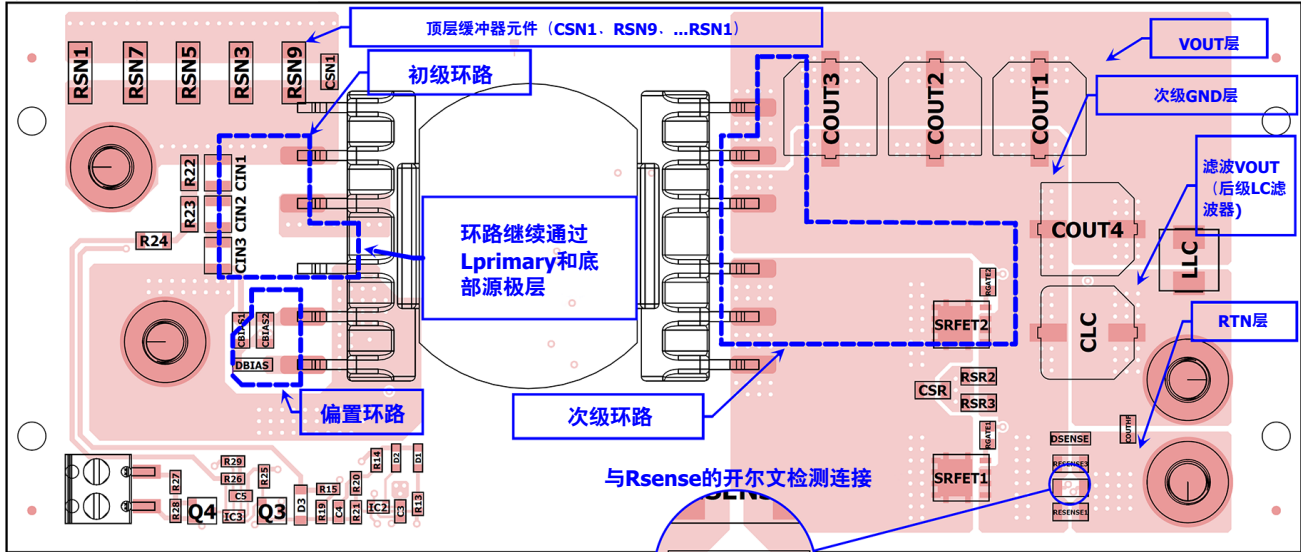 顶层缓冲器元件（CSN1、RSN9、...RSN1）
VOUT层
初级环路
次级GND层
滤波VOUT
（后级LC滤
波器)
RTN层
环路继续通过
Lprimary和底
部源极层
偏置环路
次级环路
与Rsense的开尔文检测连接
RSN1
RSN7
RSN5
RSN3
RSN9
CSN1
COUT3
COUT2
COUT1
R22
CIN1
R23
CIN2
R24
CIN3
COUT4
LLC
CLC
CBIAS1
CBIAS2
DBIAS
RGATE2
SRFET2
CSR
RSR2
RSR3
RGATE1
SRFET1
COUTHF
DSENSE
RESENSE3
RESENSE1
R29
R26
R25
C5
R27
R28
Q4
IC3
Q3
D3
R15
R19
C4
R20
R21
R14
D2
D1
IC2
C3
R13